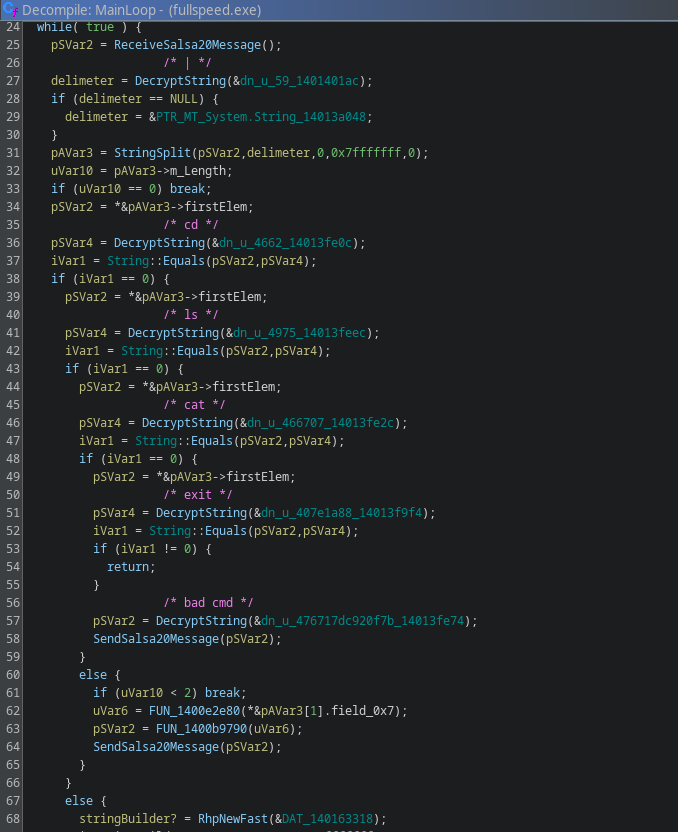 Decompile: MainLoop - (fullspeed.exe)
24 while( true ) {
25 pSVar2 = ReceiveSalsa20Message();
26 /* | */
27 delimeter = DecryptString(&dn_u_59_1401401ac);
28 if (delimeter == NULL) {
29 delimeter = &PTR_MT_System.String_14013a048;
30 }
31 pAVar3 = StringSplit(pSVar2,delimeter,0,0x7fffffff,0);
32 uVar10 = pAVar3->m_Length;
33 if (uVar10 == 0) break;
34 pSVar2 = *&pAVar3->firstElem;
35 /* cd */
36 pSVar4 = DecryptString(&dn_u_4662_14013fe0c);
37 iVar1 = String::Equals(pSVar2,pSVar4);
38 if (iVar1 == 0) {
39 pSVar2 = *&pAVar3->firstElem;
40 /* ls */
41 pSVar4 = DecryptString(&dn_u_4975_14013feec);
42 iVar1 = String::Equals(pSVar2,pSVar4);
43 if (iVar1 == 0) {
44 pSVar2 = *&pAVar3->firstElem;
45 /* cat */
46 pSVar4 = DecryptString(&dn_u_466707_14013fe2c);
47 iVar1 = String::Equals(pSVar2,pSVar4);
48 if (iVar1 == 0) {
49 pSVar2 = *&pAVar3->firstElem;
50 /* exit */
51 pSVar4 = DecryptString(&dn_u_407e1a88_14013f9f4);
52 iVar1 = String::Equals(pSVar2,pSVar4);
53 if (iVar1 != 0) {
54 return;
55 }
56 /* bad cmd */
57 pSVar2 = DecryptString(&dn_u_476717dc920f7b_14013fe74);
58 SendSalsa20Message(pSVar2);
59 }
60 else {
61 if (uVar10 < 2) break;
62 uVar6 = FUN_1400e2e80(*&pAVar3[1].field_0x7);
63 pSVar2 = FUN_1400b9790(uVar6);
64 SendSalsa20Message(pSVar2);
65 }
66 }
67 else {
68 stringBuilder? = RhpNewFast(&DAT_140163318);